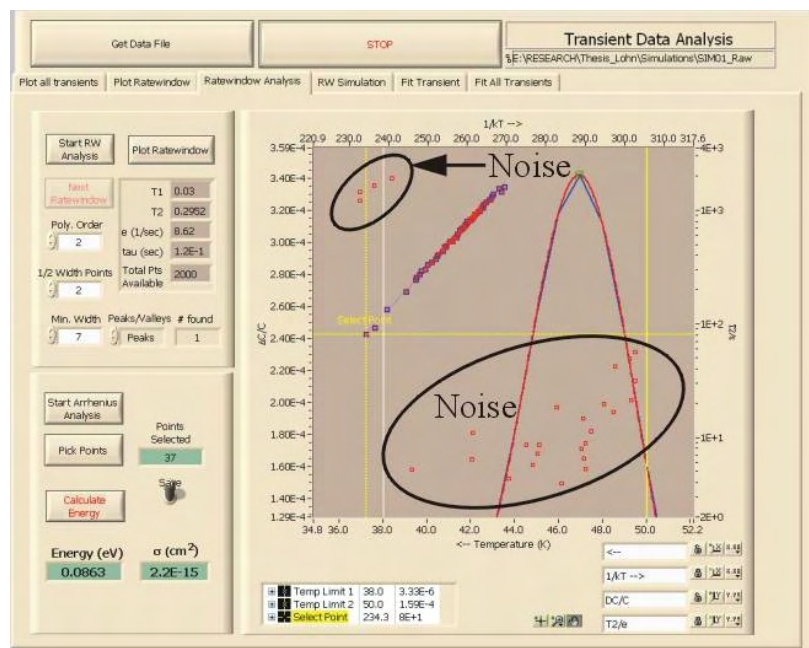 Get Data File
STOP
Transient Data Analysis
E:\RESEARCH\Thesis_Lohn\Simulations\SIM01_Raw
Plot all transients
Plot Ratewindow
Ratewindow Analysis
RW Simulation
Fit Transient
Fit All Transients
Start RW
Analysis
Plot Ratewindow
Next
Ratewindow
T1 0.03
T2 0.2952
e (1/sec) 8.62
tau (sec) 1.2E-1
Total Pts
Available 2000
Poly. Order
2
1/2 Width Points
2
Min. Width
7
Peaks/Valleys
Peaks
# found
1
Start Arrhenius
Analysis
Pick Points
Points
Selected
37
Save
Calculate
Energy
Energy (eV)
0.0863
σ (cm²)
2.2E-15
1/kT -->
220.9 230.0 240.0 250.0 260.0 270.0 280.0 290.0 300.0 310.0 317.6
3.59E-4
3.40E-4
3.20E-4
3.00E-4
2.80E-4
2.60E-4
2.40E-4
2.20E-4
2.00E-4
1.80E-4
1.60E-4
1.40E-4
1.29E-4
ΔC/C
Noise
Select Point
Noise
4E+3
1E+3
1E+2
1E+1
2E+0
T2/e
34.8 36.0 38.0 40.0 42.0 44.0 46.0 48.0 50.0 52.2
<-- Temperature (K)
Temp Limit 1 38.0 3.33E-6
Temp Limit 2 50.0 1.59E-4
Select Point 234.3 8E+1
<--
1/kT -->
DC/C
T2/e